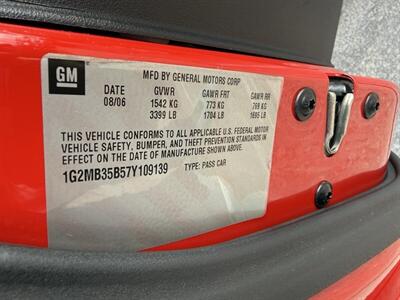 GM
MFD BY GENERAL MOTORS CORP
DATE GVWR GAWR FRT GAWR RR
08/06 1542 KG 773 KG 769 KG
3399 LB 1704 LB 1695 LB
THIS VEHICLE CONFORMS TO ALL APPLICABLE U.S. FEDERAL MOTOR
VEHICLE SAFETY, BUMPER, AND THEFT PREVENTION STANDARDS IN
EFFECT ON THE DATE OF MANUFACTURE SHOWN ABOVE.
1G2MB35B57Y109139 TYPE: PASS CAR